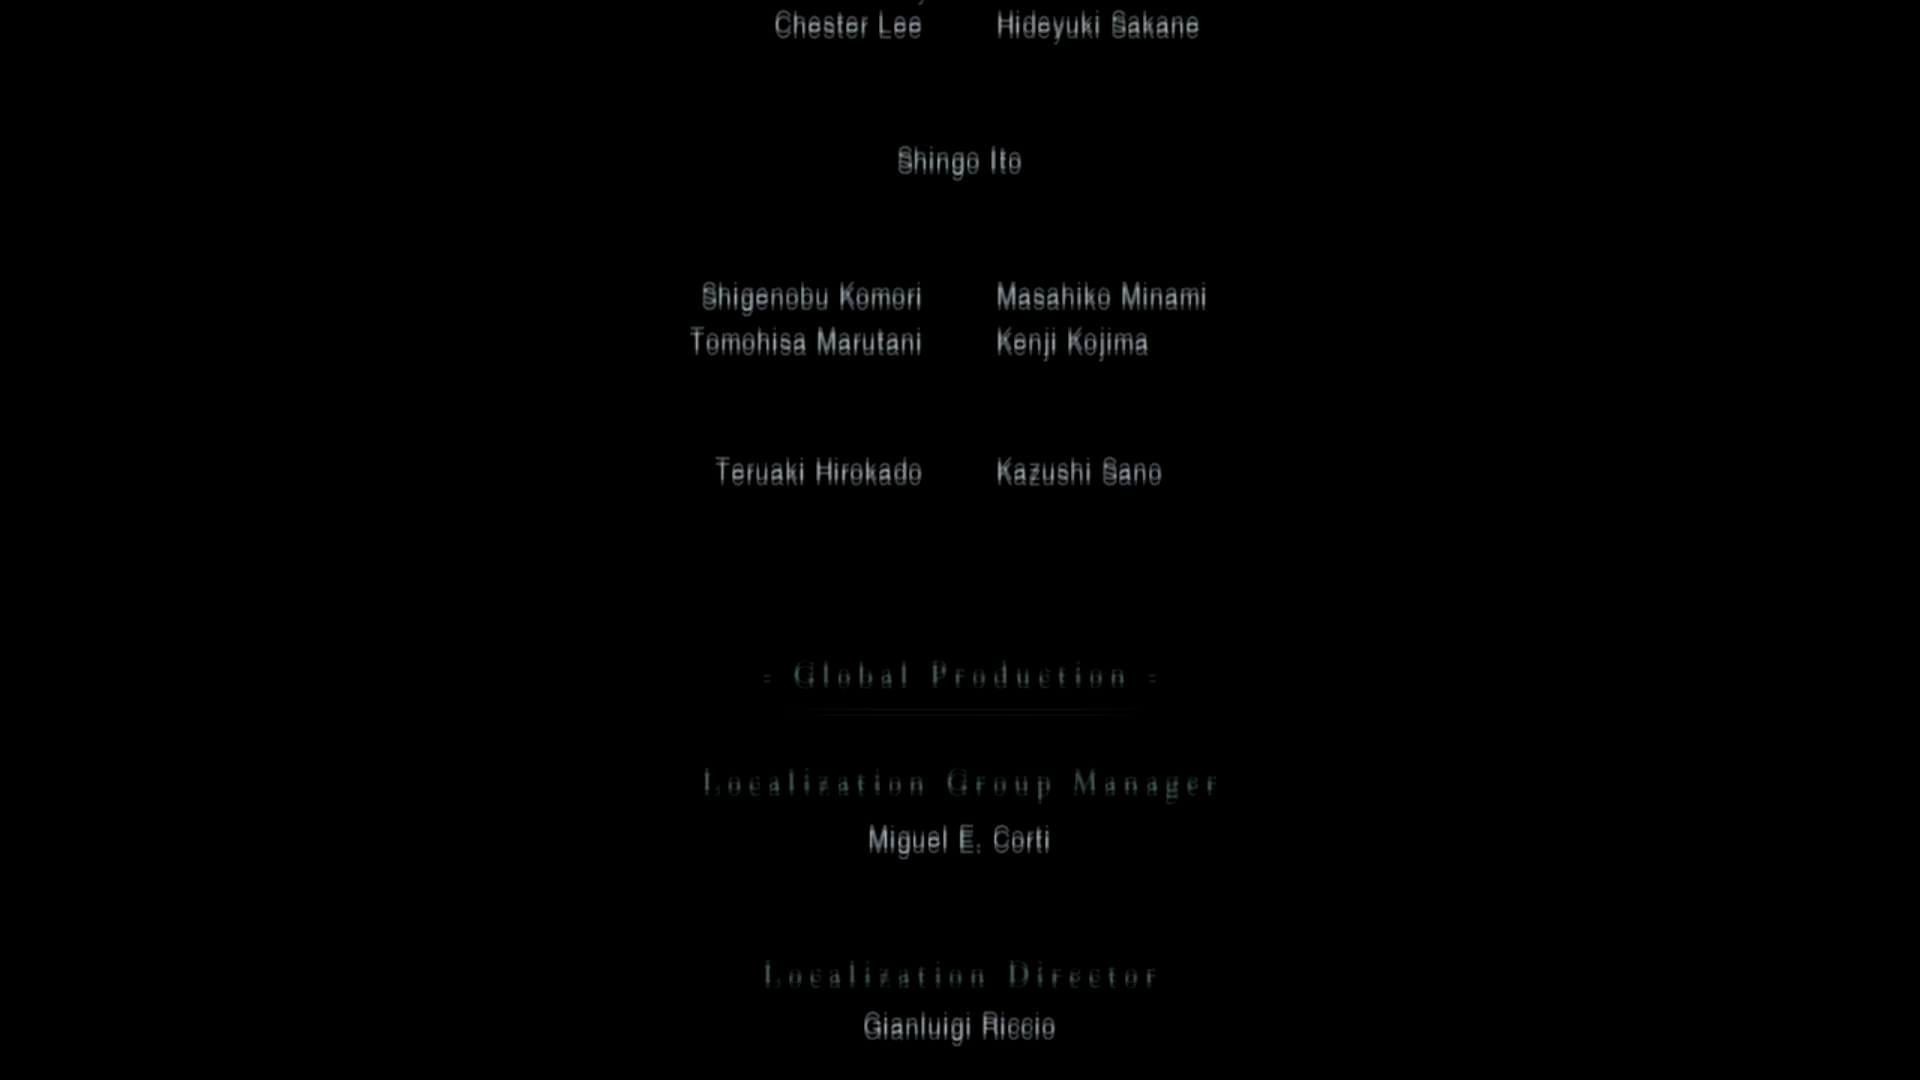 Chester Lee Hideyuki Sakane
Shingo Ito
Shigenobu Komori Masahiko Minami
Tomohisa Marutani Kenji Kojima
Teruaki Hirokado Kazushi Sano
- Global Production -
Localization Group Manager
Miguel E. Corti
Localization Director
Gianluigi Riccio